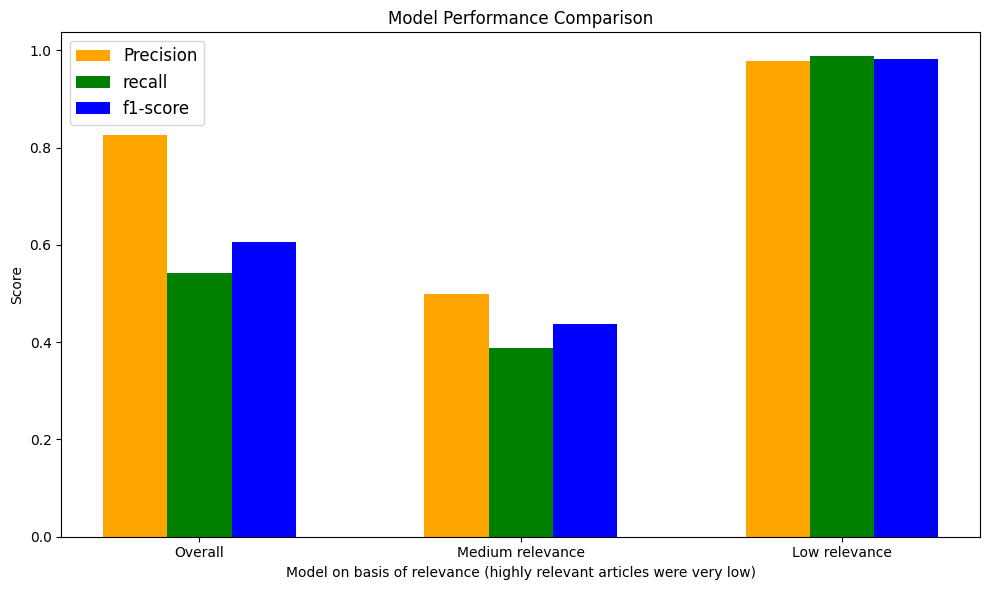 Model Performance Comparison
Precision
recall
f1-score
1.0
0.8
0.6
0.4
0.2
0.0
Score
Overall
Medium relevance
Low relevance
Model on basis of relevance (highly relevant articles were very low)